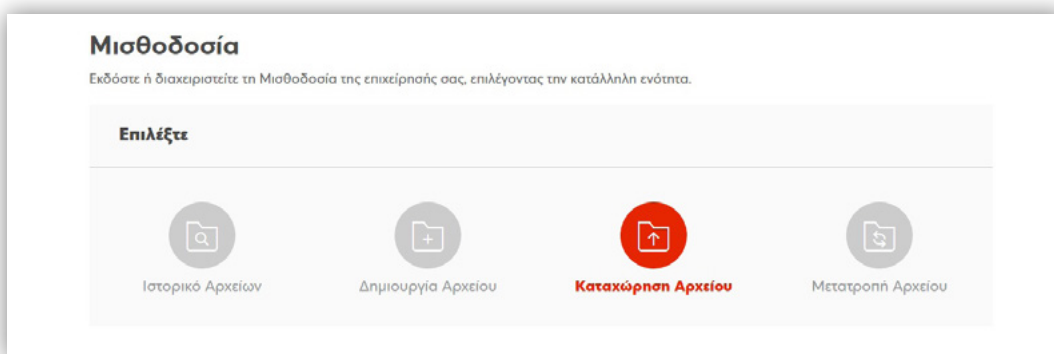 Μισθοδοσία
Εκδόστε ή διαχειριστείτε τη Μισθοδοσία της επιχείρησής σας, επιλέγοντας την κατάλληλη ενότητα.
Επιλέξτε
Ιστορικό Αρχείων
Δημιουργία Αρχείου
Καταχώρηση Αρχείου
Μετατροπή Αρχείου